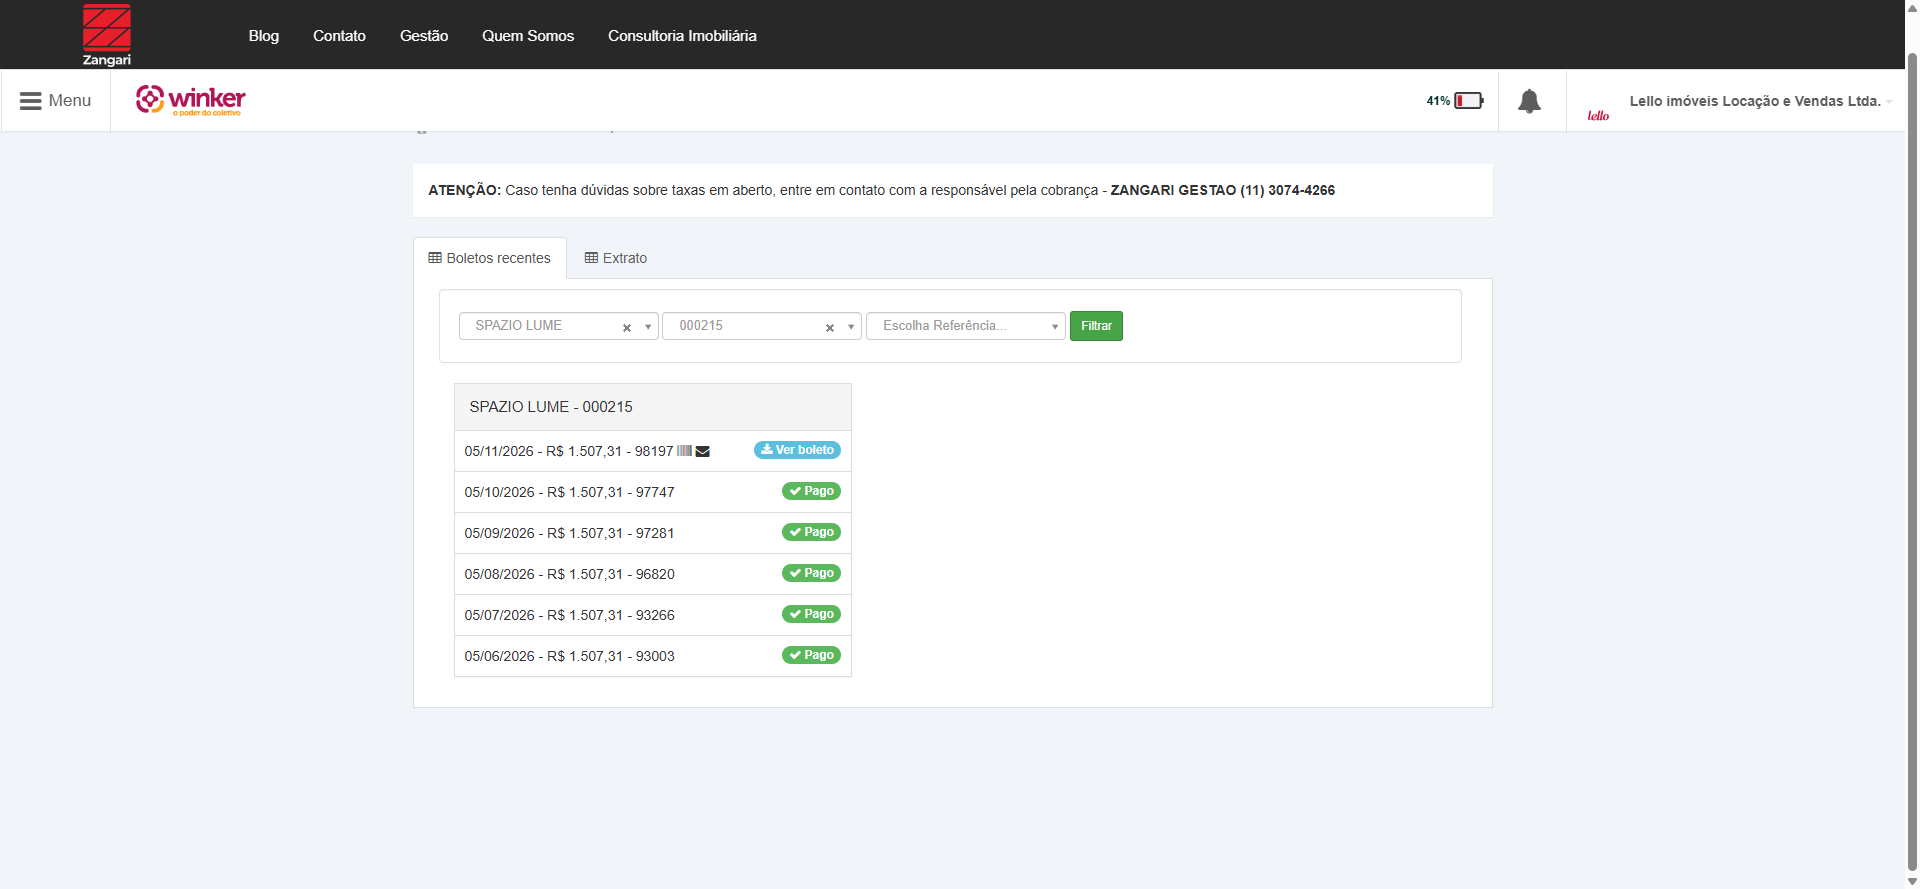 Zangari
Blog Contato Gestão Quem Somos Consultoria Imobiliária
Menu
winker
o poder do coletivo
41%
lello
Lello imóveis Locação e Vendas Ltda.
ATENÇÃO: Caso tenha dúvidas sobre taxas em aberto, entre em contato com a responsável pela cobrança - ZANGARI GESTAO (11) 3074-4266
Boletos recentes Extrato
SPAZIO LUME 000215 Escolha Referência... Filtrar
SPAZIO LUME - 000215
05/11/2026 - R$ 1.507,31 - 98197 Ver boleto
05/10/2026 - R$ 1.507,31 - 97747 Pago
05/09/2026 - R$ 1.507,31 - 97281 Pago
05/08/2026 - R$ 1.507,31 - 96820 Pago
05/07/2026 - R$ 1.507,31 - 93266 Pago
05/06/2026 - R$ 1.507,31 - 93003 Pago